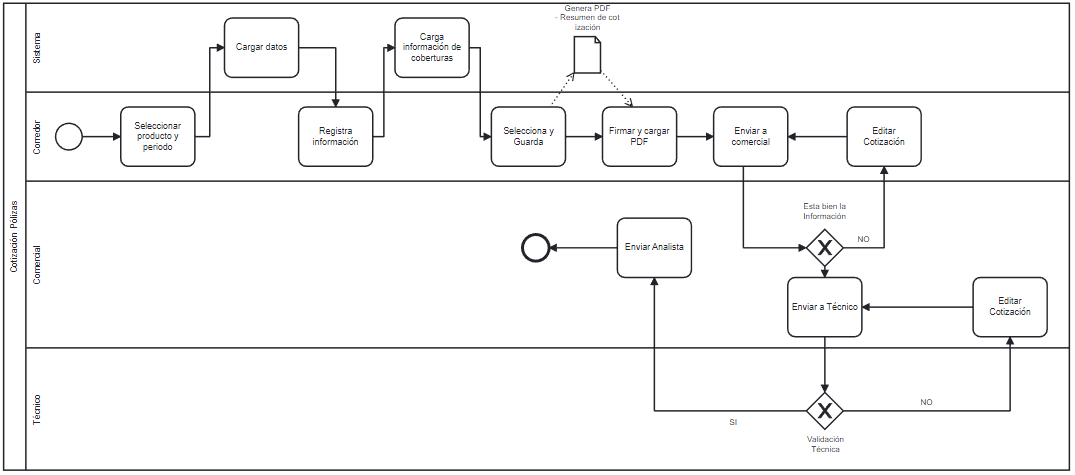 Cotización Pólizas
Sistema
Cargar datos
Carga
información de
coberturas
Genera PDF
- Resumen de cot
ización
Corredor
Seleccionar
producto y
periodo
Registra
información
Selecciona y
Guarda
Firmar y cargar
PDF
Enviar a
comercial
Editar
Cotización
Comercial
Enviar Analista
Esta bien la
Información
NO
Enviar a Técnico
Editar
Cotización
Técnico
SI
NO
Validación
Técnica